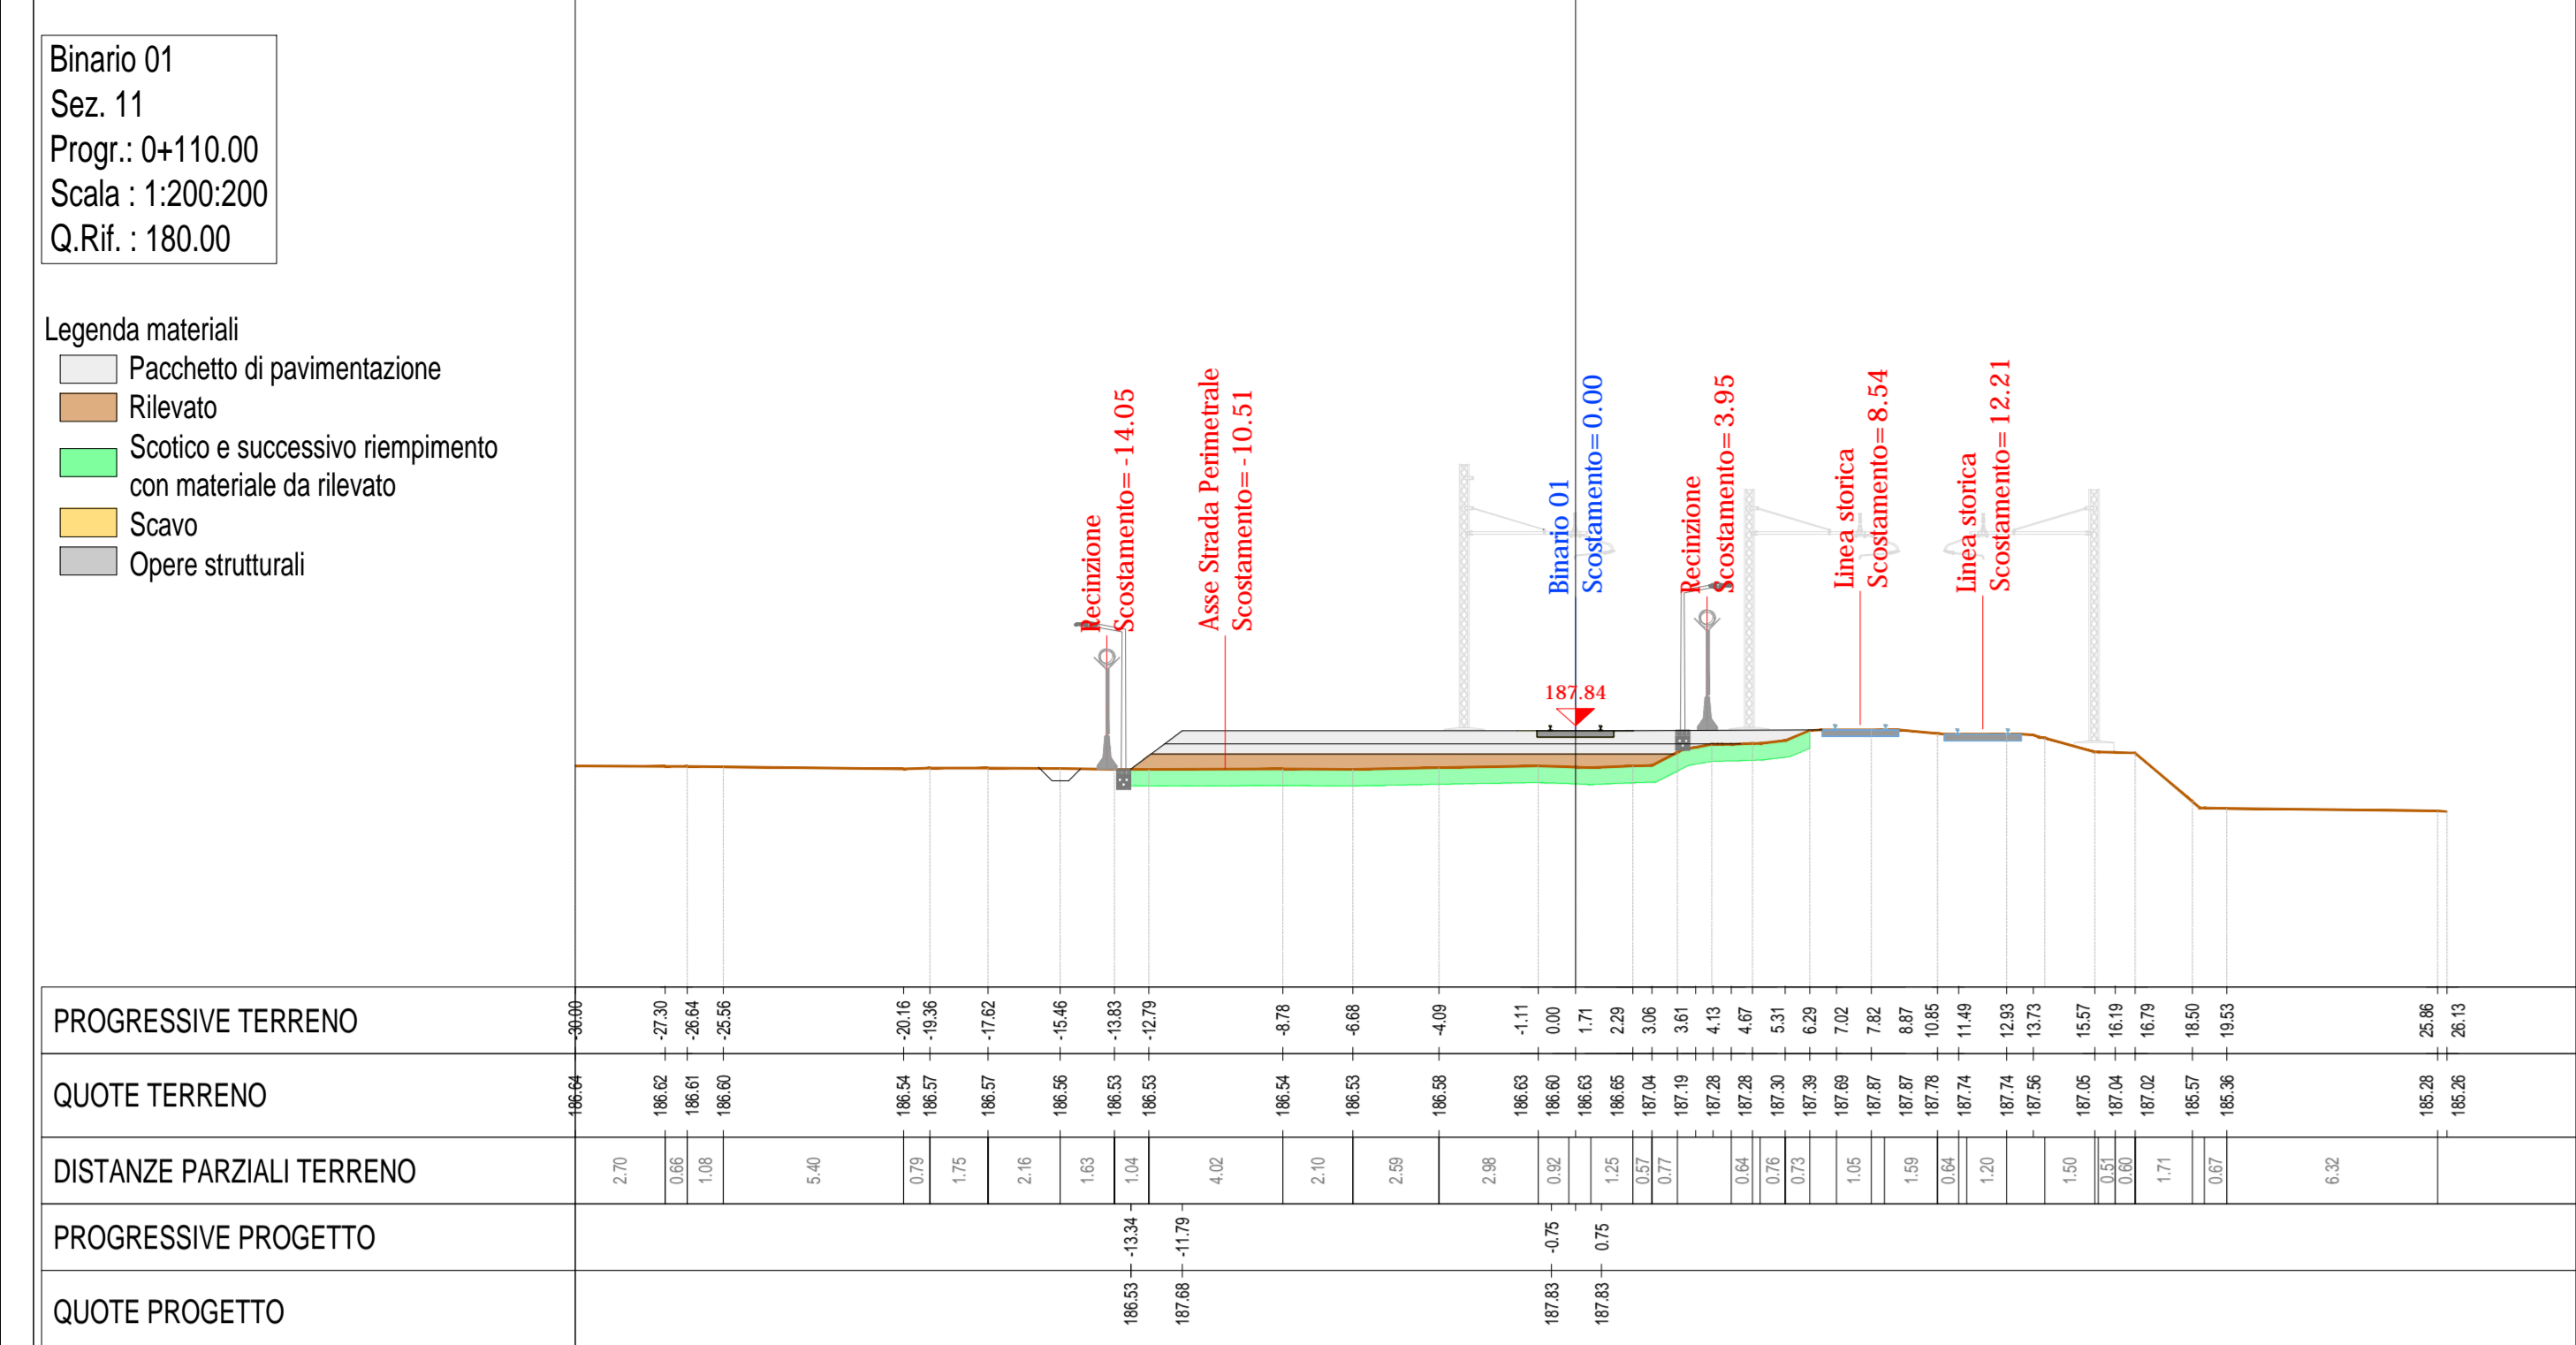 Binario 01
Sez. 11
Progr.: 0+110.00
Scala : 1:200:200
Q.Rif. : 180.00
Legenda materiali
Pacchetto di pavimentazione
Rilevato
Scotico e successivo riempimento
con materiale da rilevato
Scavo
Opere strutturali
Recinzione
Scostamento=-14.05
Asse Strada Perimetrale
Scostamento=-10.51
Binario 01
Scostamento=0.00
Recinzione
Scostamento=3.95
Linea storica
Scostamento=8.54
Linea storica
Scostamento=12.21
187.84
PROGRESSIVE TERRENO -30.00 -27.30 -26.64 -25.56 -20.16 -19.36 -17.62 -15.46 -13.83 -12.79 -8.78 -6.68 -4.09 -1.11 0.00 1.71 2.29 3.06 3.61 4.13 4.67 5.31 6.29 7.02 7.82 8.87 10.85 11.49 12.93 13.73 15.57 16.19 16.79 18.50 19.53 25.86 26.13
QUOTE TERRENO 186.64 186.62 186.61 186.60 186.54 186.57 186.57 186.56 186.53 186.53 186.54 186.53 186.58 186.63 186.60 186.63 186.65 187.04 187.19 187.28 187.28 187.30 187.39 187.69 187.87 187.87 187.78 187.74 187.74 187.56 187.05 187.04 187.02 185.57 185.36 185.28 185.26
DISTANZE PARZIALI TERRENO 2.70 0.66 1.08 5.40 0.79 1.75 2.16 1.63 1.04 4.02 2.10 2.59 2.98 0.92 1.25 0.57 0.77 0.64 0.76 0.73 1.05 1.59 0.64 1.20 1.50 0.51 0.60 1.71 0.67 6.32
PROGRESSIVE PROGETTO -13.34 -11.79 -0.75 0.75
QUOTE PROGETTO 186.53 187.68 187.83 187.83